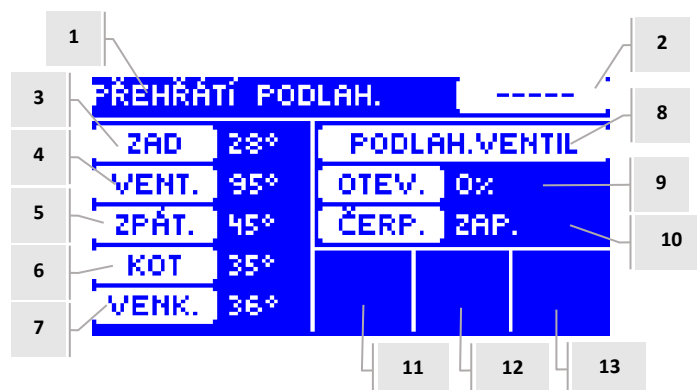 1
2
PŘEHŘÁTÍ PODLAH. -----
3
8
ZAD 28° PODLAH.VENTIL
4
VENT. 95° OTEV. 0%
9
5
ZPÁT. 45° ČERP. ZAP.
10
6
KOT 35°
7
VENK. 36°
11
12
13